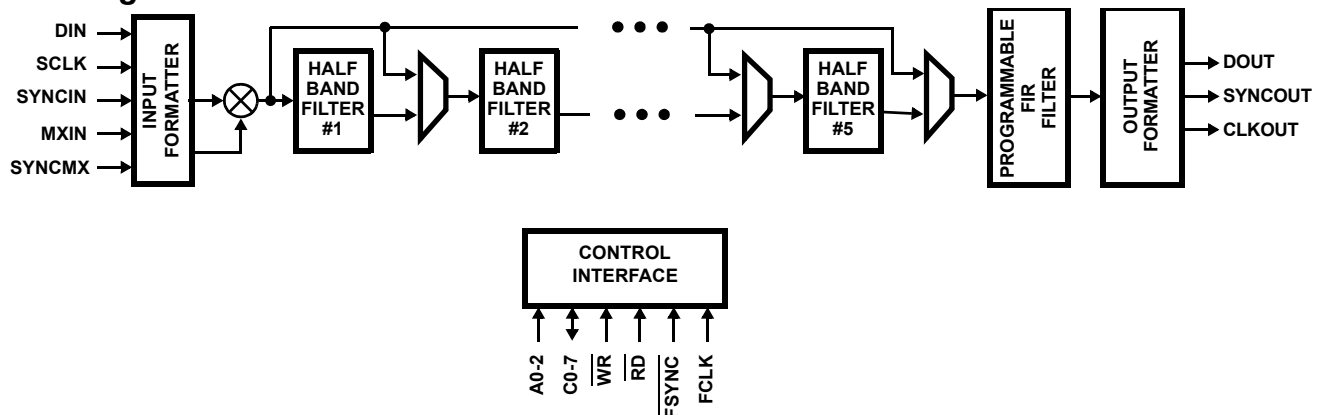 DIN
SCLK
SYNCIN
MXIN
SYNCMX
INPUT
FORMATTER
HALF
BAND
FILTER
#1
HALF
BAND
FILTER
#2
HALF
BAND
FILTER
#5
PROGRAMMABLE
FIR
FILTER
OUTPUT
FORMATTER
DOUT
SYNCOUT
CLKOUT
CONTROL
INTERFACE
A0-2
C0-7
WR
RD
FSYNC
FCLK